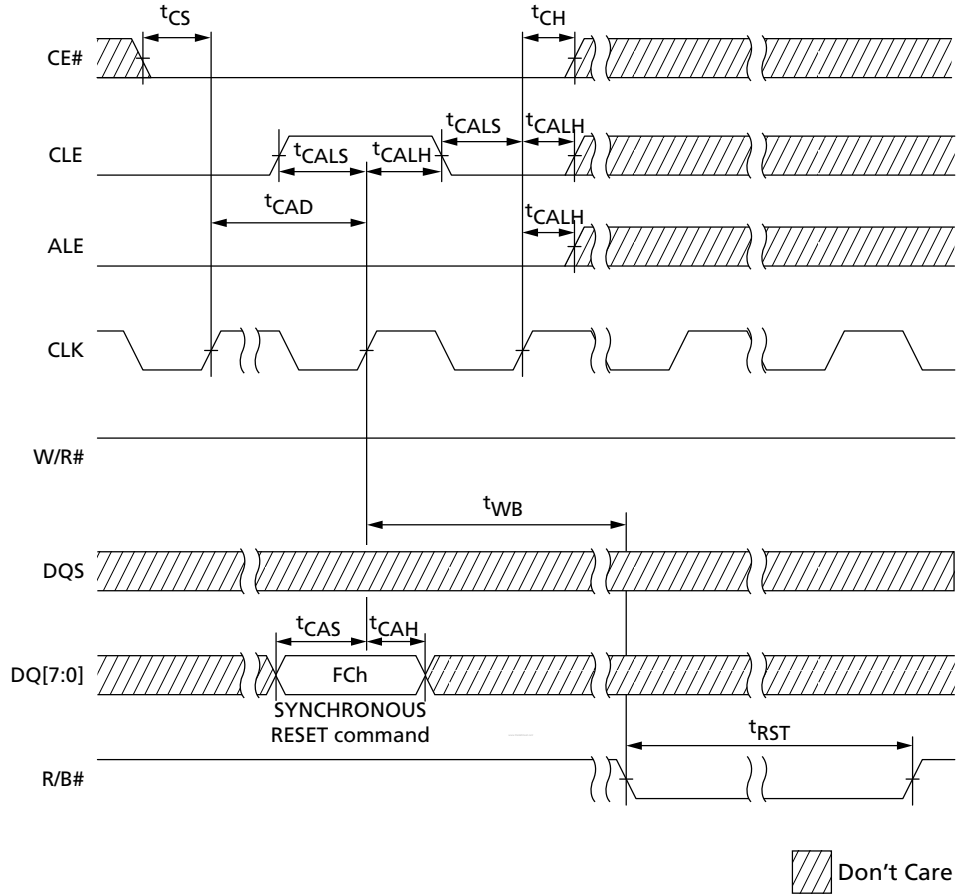 tCS
tCH
CE#
tCALS
tCALH
CLE
tCALS
tCALH
tCAD
tCALH
ALE
CLK
W/R#
tWB
DQS
tCAS
tCAH
DQ[7:0]
FCh
SYNCHRONOUS
RESET command
tRST
R/B#
Don't Care